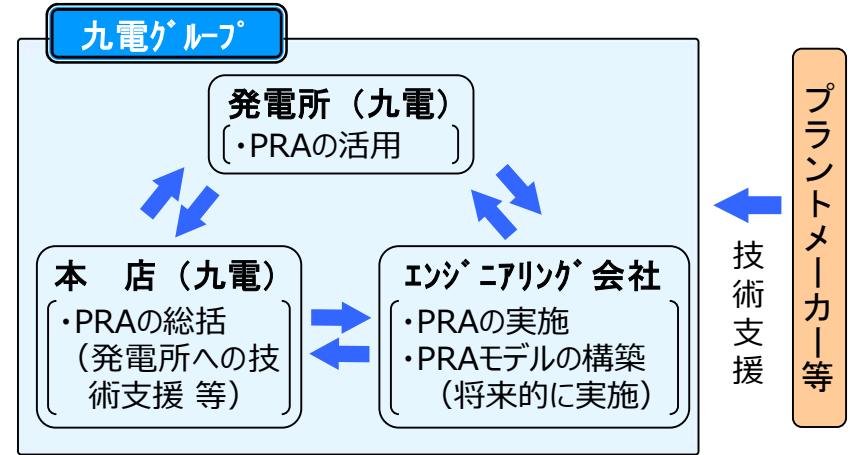 九電ｸﾞﾙｰﾌﾟ
発電所（九電）
・PRAの活用
本　店（九電）
・PRAの総括
（発電所への技
術支援 等）
ｴﾝｼﾞﾆｱﾘﾝｸﾞ会社
・PRAの実施
・PRAモデルの構築
（将来的に実施）
技術支援
プラントメーカー等